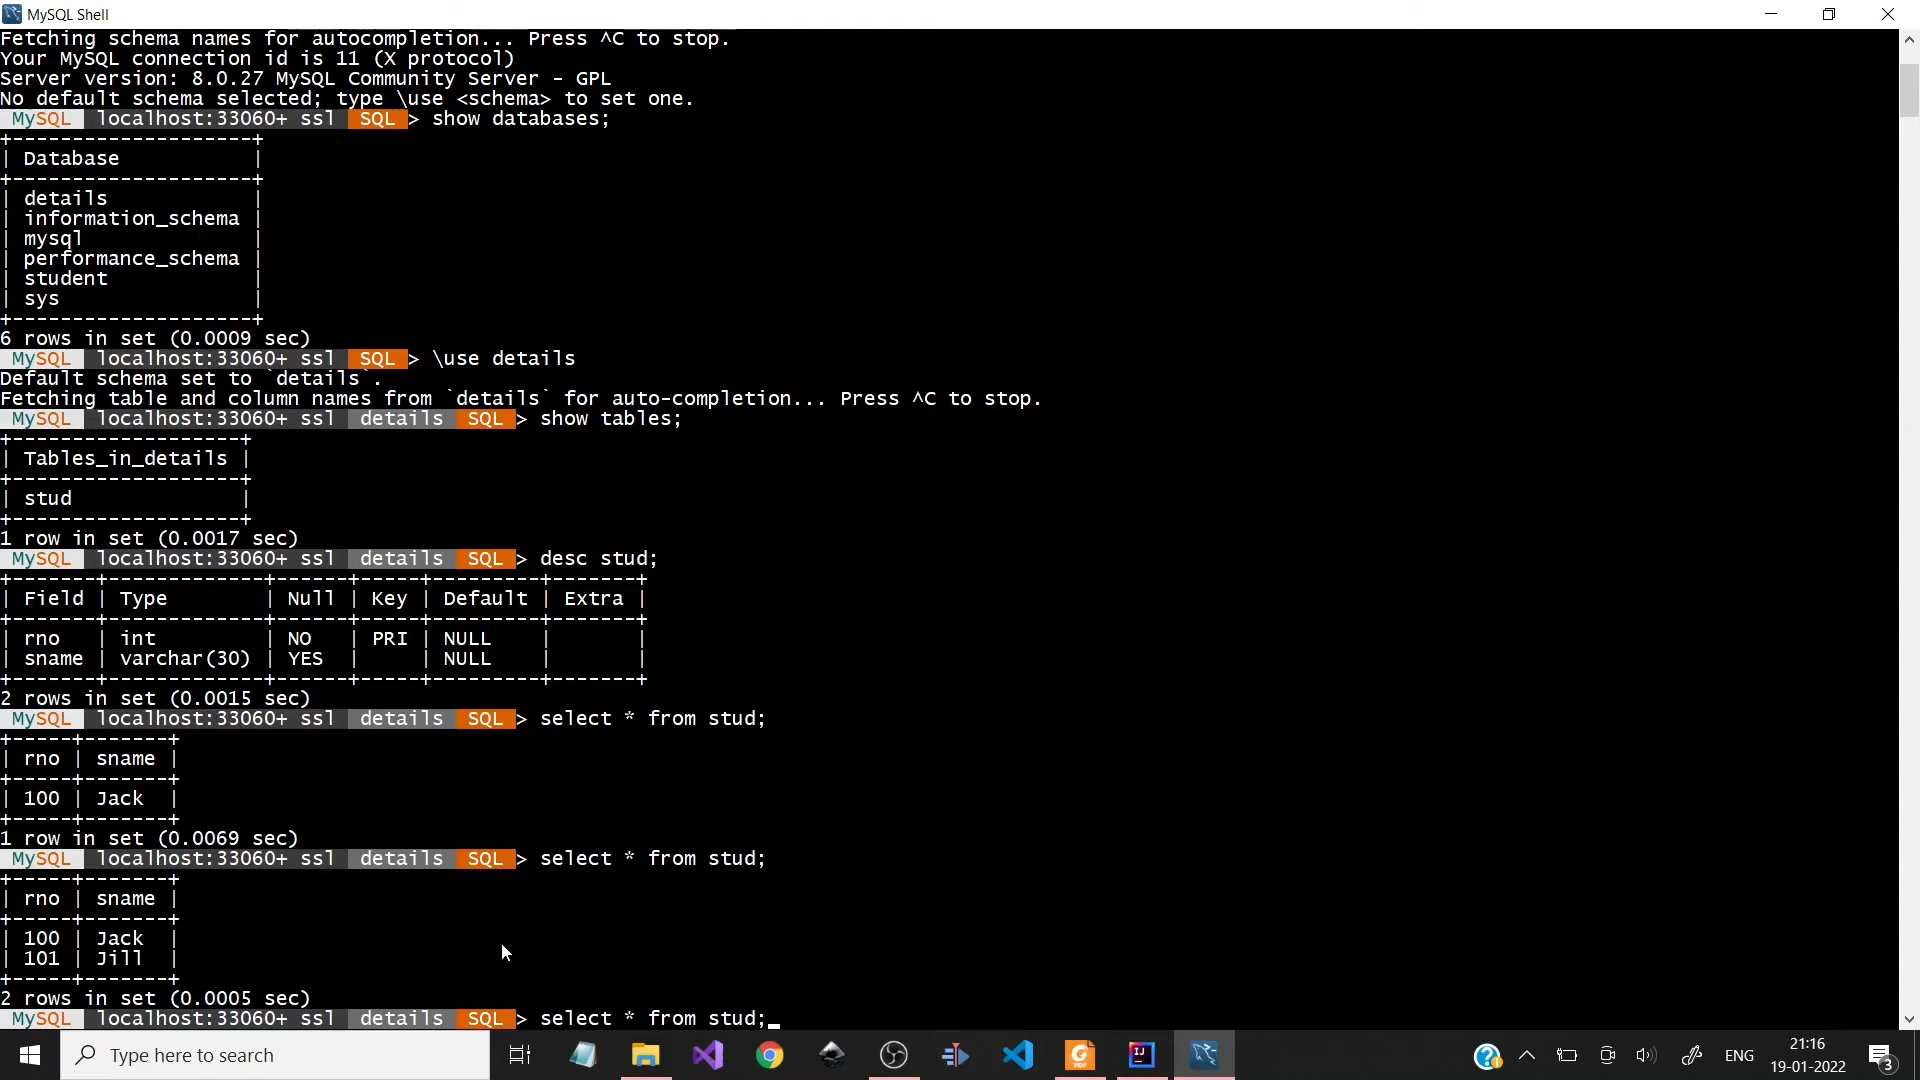 MySQL Shell
Fetching schema names for autocompletion... Press ^C to stop.
Your MySQL connection id is 11 (X protocol)
Server version: 8.0.27 MySQL Community Server - GPL
No default schema selected; type \use <schema> to set one.
MySQL localhost:33060+ ssl SQL > show databases;
+--------------------+
| Database           |
+--------------------+
| details            |
| information_schema |
| mysql              |
| performance_schema |
| student            |
| sys                |
+--------------------+
6 rows in set (0.0009 sec)
MySQL localhost:33060+ ssl SQL > \use details
Default schema set to `details`.
Fetching table and column names from `details` for auto-completion... Press ^C to stop.
MySQL localhost:33060+ ssl details SQL > show tables;
+-------------------+
| Tables_in_details |
+-------------------+
| stud              |
+-------------------+
1 row in set (0.0017 sec)
MySQL localhost:33060+ ssl details SQL > desc stud;
+-------+-------------+------+-----+---------+-------+
| Field | Type        | Null | Key | Default | Extra |
+-------+-------------+------+-----+---------+-------+
| rno   | int         | NO   | PRI | NULL    |       |
| sname | varchar(30) | YES  |     | NULL    |       |
+-------+-------------+------+-----+---------+-------+
2 rows in set (0.0015 sec)
MySQL localhost:33060+ ssl details SQL > select * from stud;
+-----+-------+
| rno | sname |
+-----+-------+
| 100 | Jack  |
+-----+-------+
1 row in set (0.0069 sec)
MySQL localhost:33060+ ssl details SQL > select * from stud;
+-----+-------+
| rno | sname |
+-----+-------+
| 100 | Jack  |
| 101 | Jill  |
+-----+-------+
2 rows in set (0.0005 sec)
MySQL localhost:33060+ ssl details SQL > select * from stud;
Type here to search
ENG
21:16
19-01-2022
3